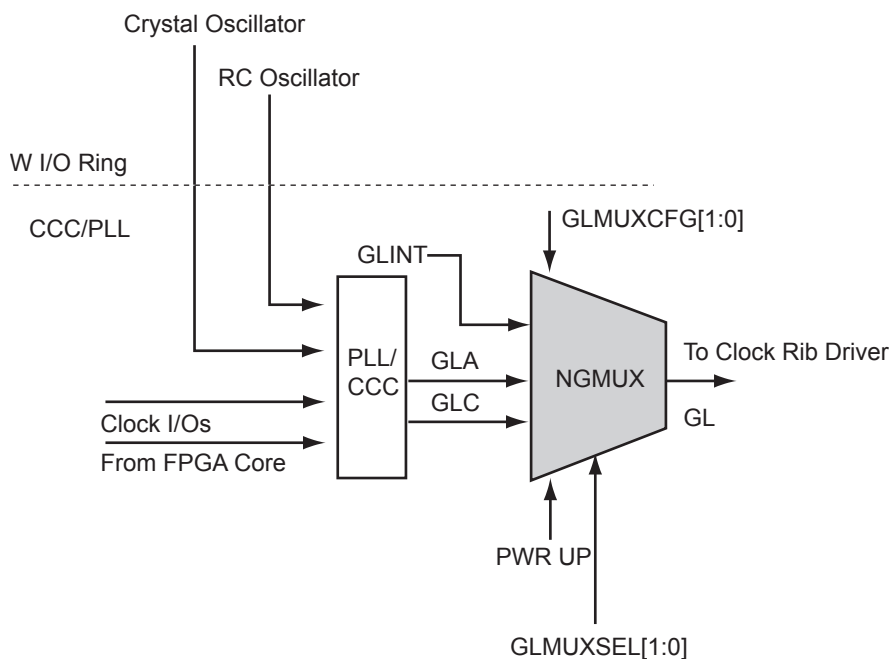 Crystal Oscillator
RC Oscillator
W I/O Ring
CCC/PLL
GLMUXCFG[1:0]
GLINT
PLL/
CCC
GLA
GLC
NGMUX
To Clock Rib Driver
GL
Clock I/Os
From FPGA Core
PWR UP
GLMUXSEL[1:0]